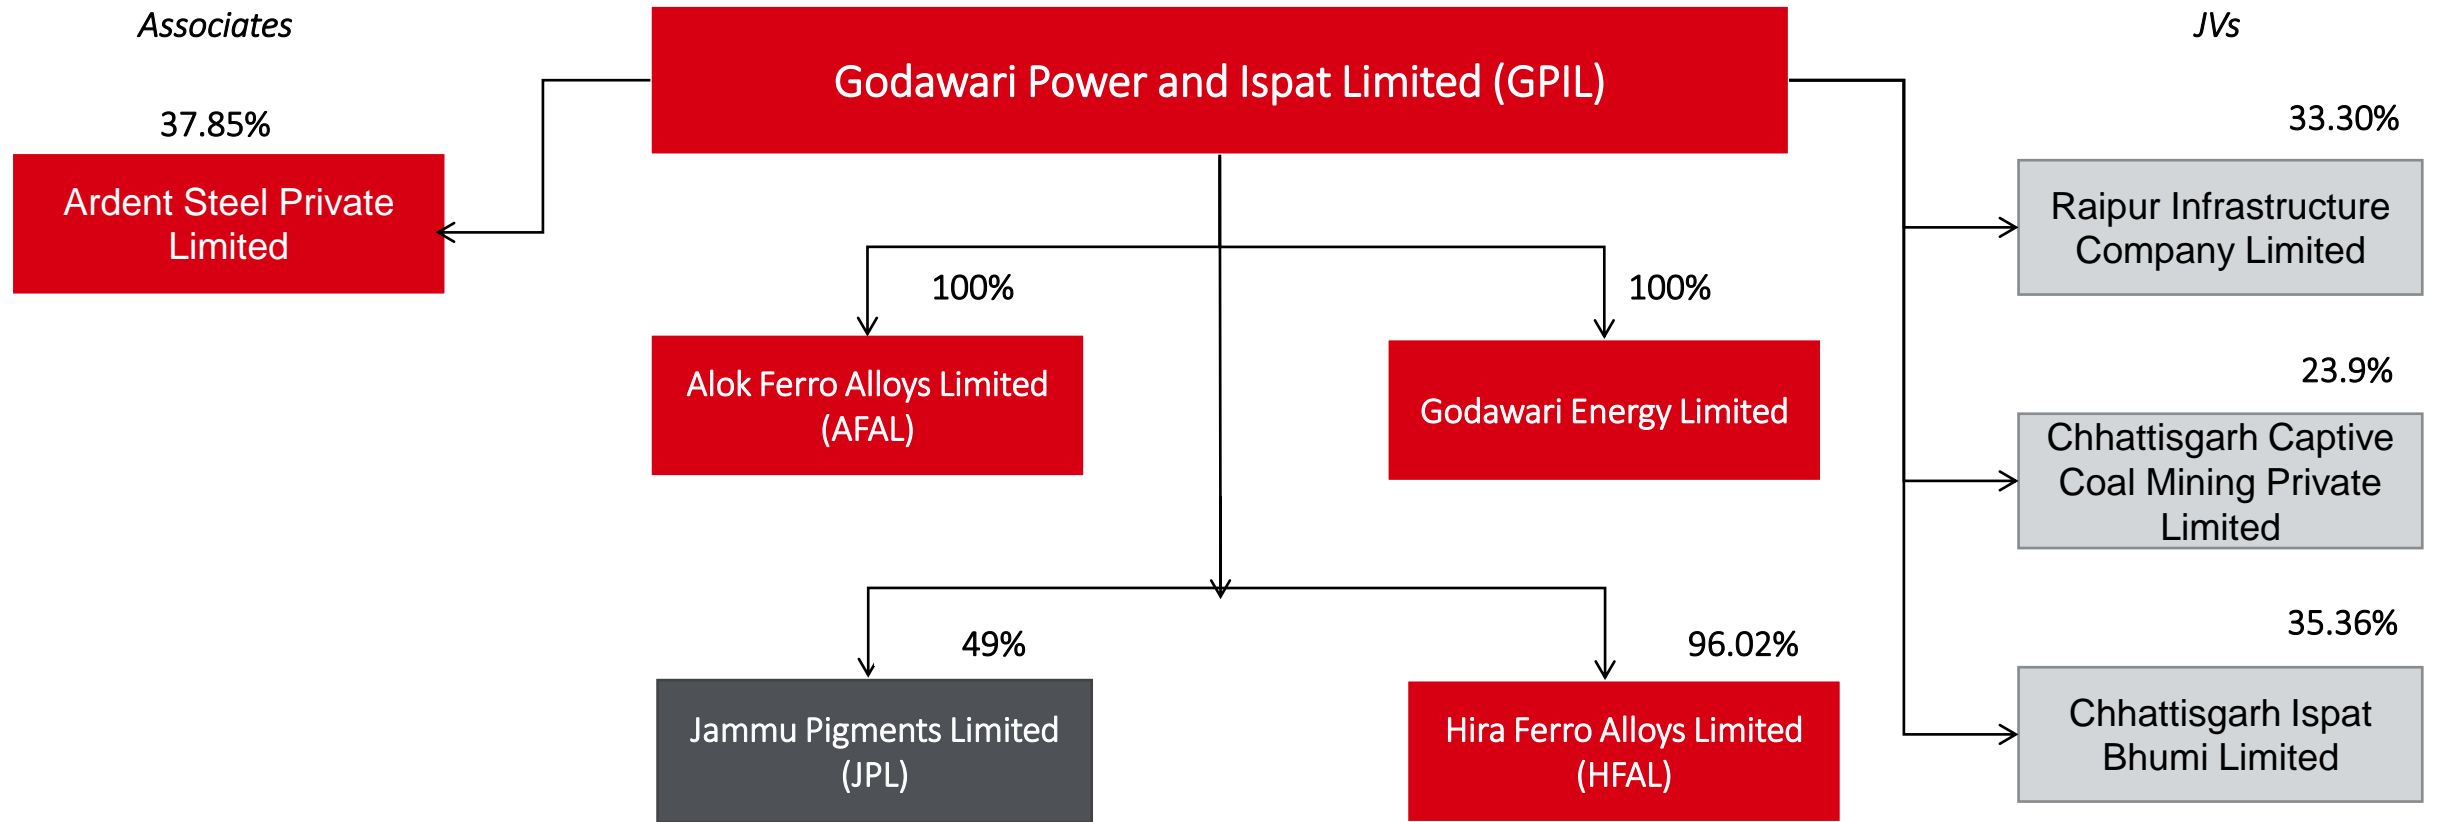 Associates
JVs
Godawari Power and Ispat Limited (GPIL)
37.85%
33.30%
Ardent Steel Private
Limited
Raipur Infrastructure
Company Limited
100%
100%
Alok Ferro Alloys Limited
(AFAL)
Godawari Energy Limited
23.9%
Chhattisgarh Captive
Coal Mining Private
Limited
49%
96.02%
35.36%
Jammu Pigments Limited
(JPL)
Hira Ferro Alloys Limited
(HFAL)
Chhattisgarh Ispat
Bhumi Limited